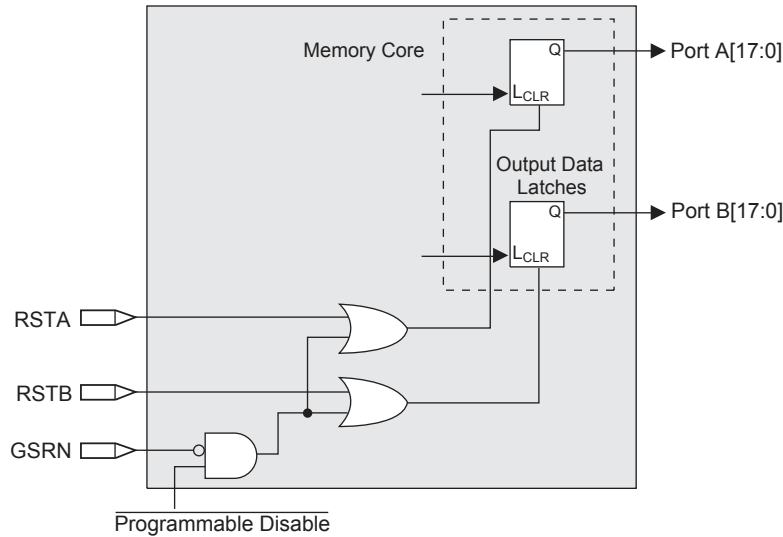 Memory Core
Q
Port A[17:0]
LCLR
Output Data
Latches
Q
Port B[17:0]
LCLR
RSTA
RSTB
GSRN
Programmable Disable